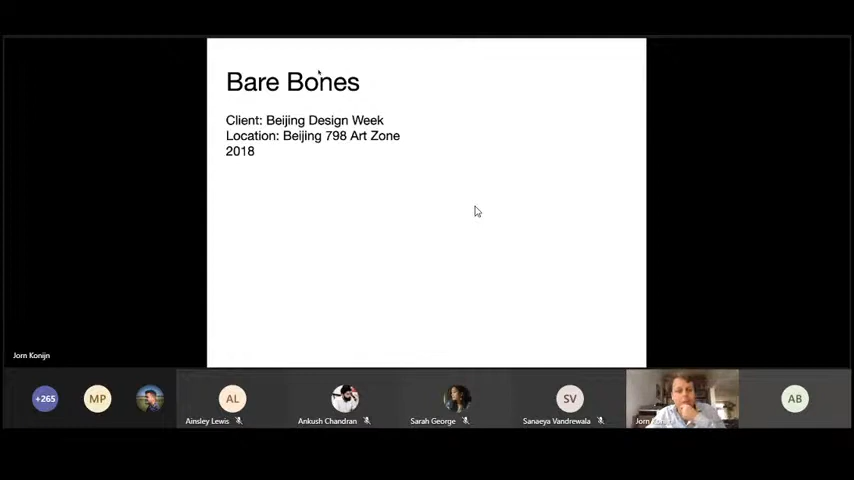 Bare Bones
Client: Beijing Design Week
Location: Beijing 798 Art Zone
2018
Jorn Konijn
+265
MP
AL
SV
AB
Ainsley Lewis
Ankush Chandran
Sarah George
Sanaeya Vandrewala
Jorn